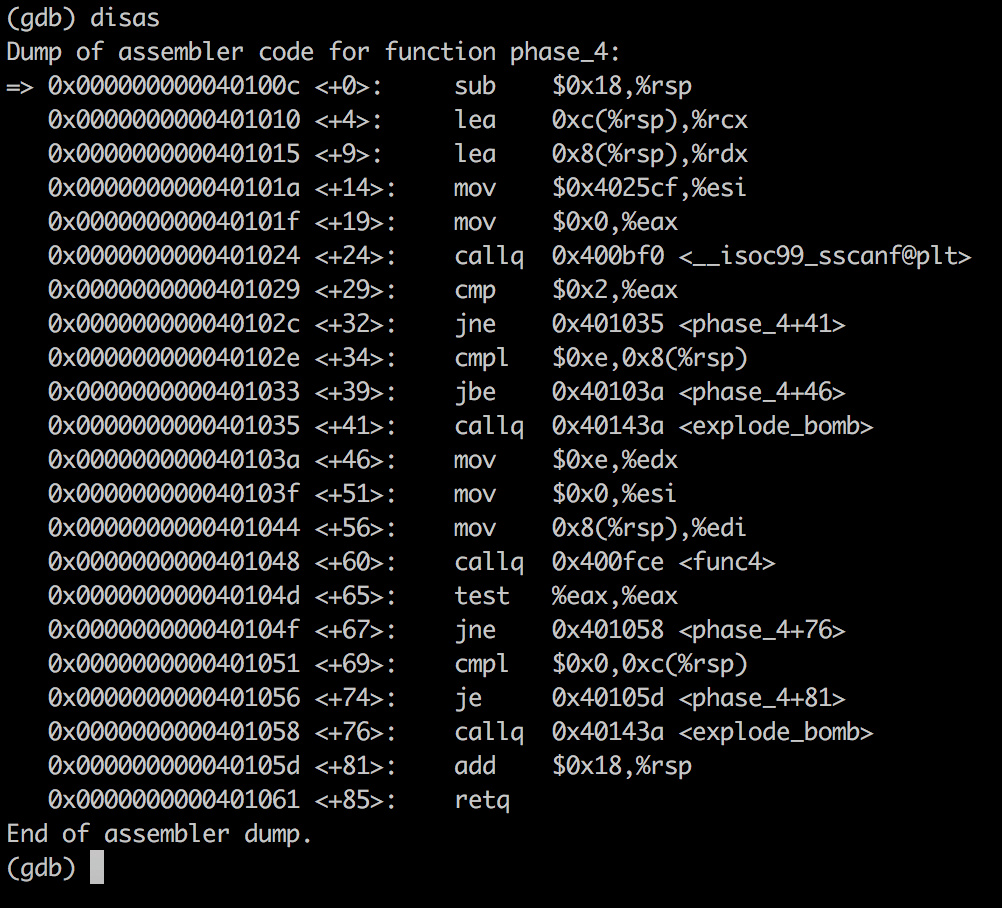 (gdb) disas
Dump of assembler code for function phase_4:
=> 0x000000000040100c <+0>:	sub    $0x18,%rsp
   0x0000000000401010 <+4>:	lea    0xc(%rsp),%rcx
   0x0000000000401015 <+9>:	lea    0x8(%rsp),%rdx
   0x000000000040101a <+14>:	mov    $0x4025cf,%esi
   0x000000000040101f <+19>:	mov    $0x0,%eax
   0x0000000000401024 <+24>:	callq  0x400bf0 <__isoc99_sscanf@plt>
   0x0000000000401029 <+29>:	cmp    $0x2,%eax
   0x000000000040102c <+32>:	jne    0x401035 <phase_4+41>
   0x000000000040102e <+34>:	cmpl   $0xe,0x8(%rsp)
   0x0000000000401033 <+39>:	jbe    0x40103a <phase_4+46>
   0x0000000000401035 <+41>:	callq  0x40143a <explode_bomb>
   0x000000000040103a <+46>:	mov    $0xe,%edx
   0x000000000040103f <+51>:	mov    $0x0,%esi
   0x0000000000401044 <+56>:	mov    0x8(%rsp),%edi
   0x0000000000401048 <+60>:	callq  0x400fce <func4>
   0x000000000040104d <+65>:	test   %eax,%eax
   0x000000000040104f <+67>:	jne    0x401058 <phase_4+76>
   0x0000000000401051 <+69>:	cmpl   $0x0,0xc(%rsp)
   0x0000000000401056 <+74>:	je     0x40105d <phase_4+81>
   0x0000000000401058 <+76>:	callq  0x40143a <explode_bomb>
   0x000000000040105d <+81>:	add    $0x18,%rsp
   0x0000000000401061 <+85>:	retq
End of assembler dump.
(gdb)